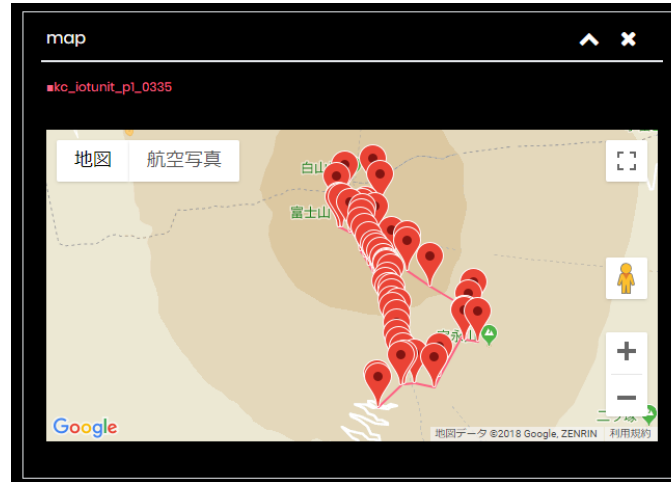 map
■kc_iotunit_p1_0335
地図 航空写真
白山
富士山
宝永山
二ツ塚
Google
地図データ ©2018 Google, ZENRIN 利用規約